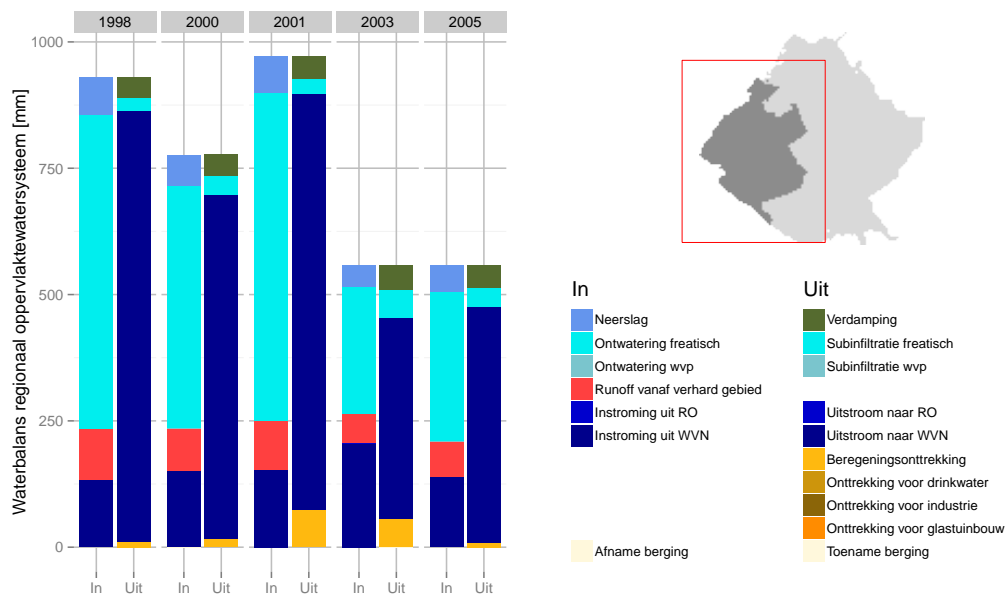 1998 2000 2001 2003 2005
Waterbalans regionaal oppervlaktewatersysteem [mm]
1000
750
500
250
0
In Uit In Uit In Uit In Uit In Uit
In
Neerslag
Ontwatering freatisch
Ontwatering wvp
Runoff vanaf verhard gebied
Instroming uit RO
Instroming uit WVN
Afname berging
Uit
Verdamping
Subinfiltratie freatisch
Subinfiltratie wvp
Uitstroom naar RO
Uitstroom naar WVN
Beregeningsonttrekking
Onttrekking voor drinkwater
Onttrekking voor industrie
Onttrekking voor glastuinbouw
Toename berging